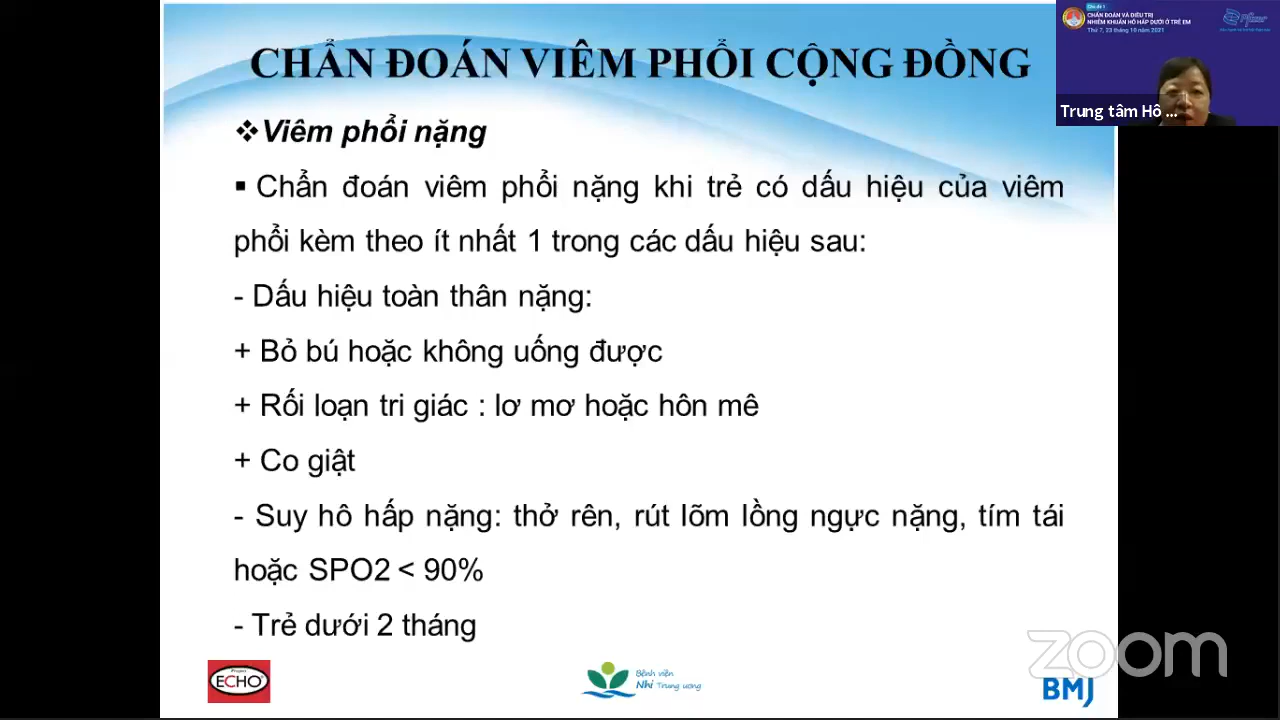 Chủ đề 1
CHẨN ĐOÁN VÀ ĐIỀU TRỊ
NHIỄM KHUẨN HÔ HẤP DƯỚI Ở TRẺ EM
Thứ 7, 23 tháng 10 năm 2021
Pfizer
Trung tâm Hô ...
CHẨN ĐOÁN VIÊM PHỔI CỘNG ĐỒNG
❖Viêm phổi nặng
▪ Chẩn đoán viêm phổi nặng khi trẻ có dấu hiệu của viêm
phổi kèm theo ít nhất 1 trong các dấu hiệu sau:
- Dấu hiệu toàn thân nặng:
+ Bỏ bú hoặc không uống được
+ Rối loạn tri giác : lơ mơ hoặc hôn mê
+ Co giật
- Suy hô hấp nặng: thở rên, rút lõm lồng ngực nặng, tím tái
hoặc SPO2 < 90%
- Trẻ dưới 2 tháng
Project
ECHO
Bệnh viện
Nhi Trung ương
zoom
BMJ